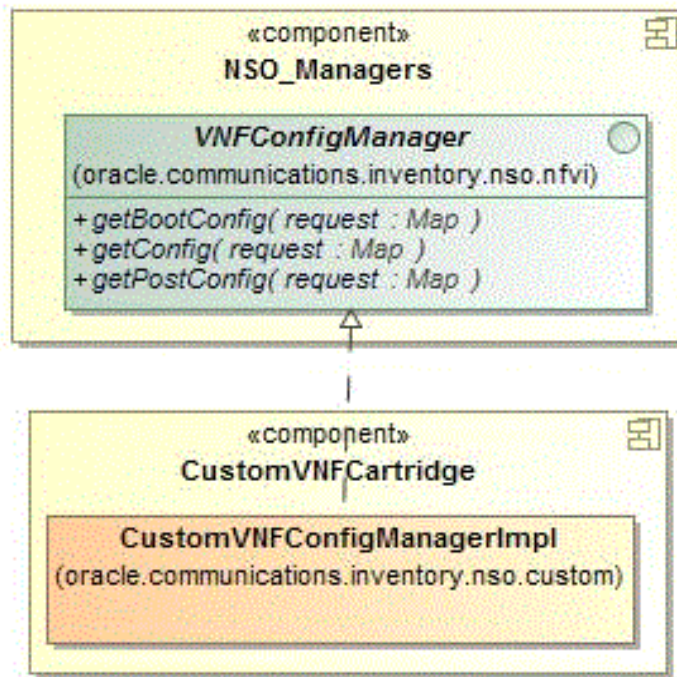 «component»
NSO_Managers
VNFConfigManager
(oracle.communications.inventory.nso.nfvi)
+getBootConfig( request : Map )
+getConfig( request : Map )
+getPostConfig( request : Map )
«component»
CustomVNFCartridge
CustomVNFConfigManagerImpl
(oracle.communications.inventory.nso.custom)